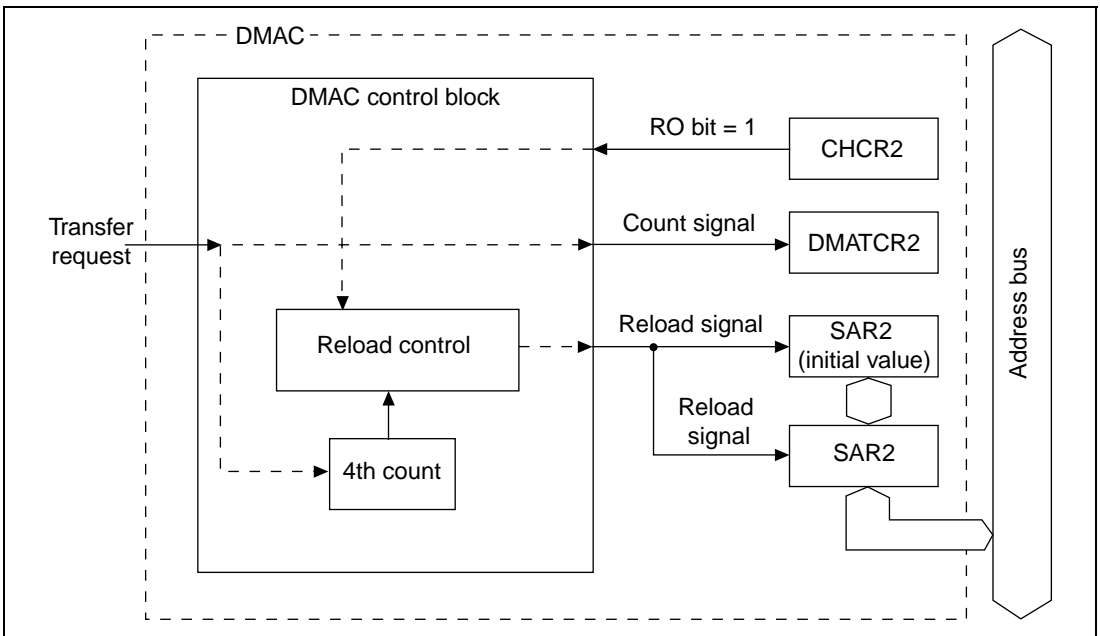 DMAC
DMAC control block
RO bit = 1
CHCR2
Transfer
request
Count signal
DMATCR2
Reload control
Reload signal
SAR2
(initial value)
Reload
signal
SAR2
4th count
Address bus